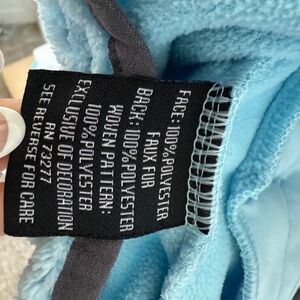 FACE: 100% POLYESTER
FAUX FUR
BACK: 100% POLYESTER
WOVEN PATTERN:
100% POLYESTER
EXCLUSIVE OF DECORATION
RN 73277
SEE REVERSE FOR CARE